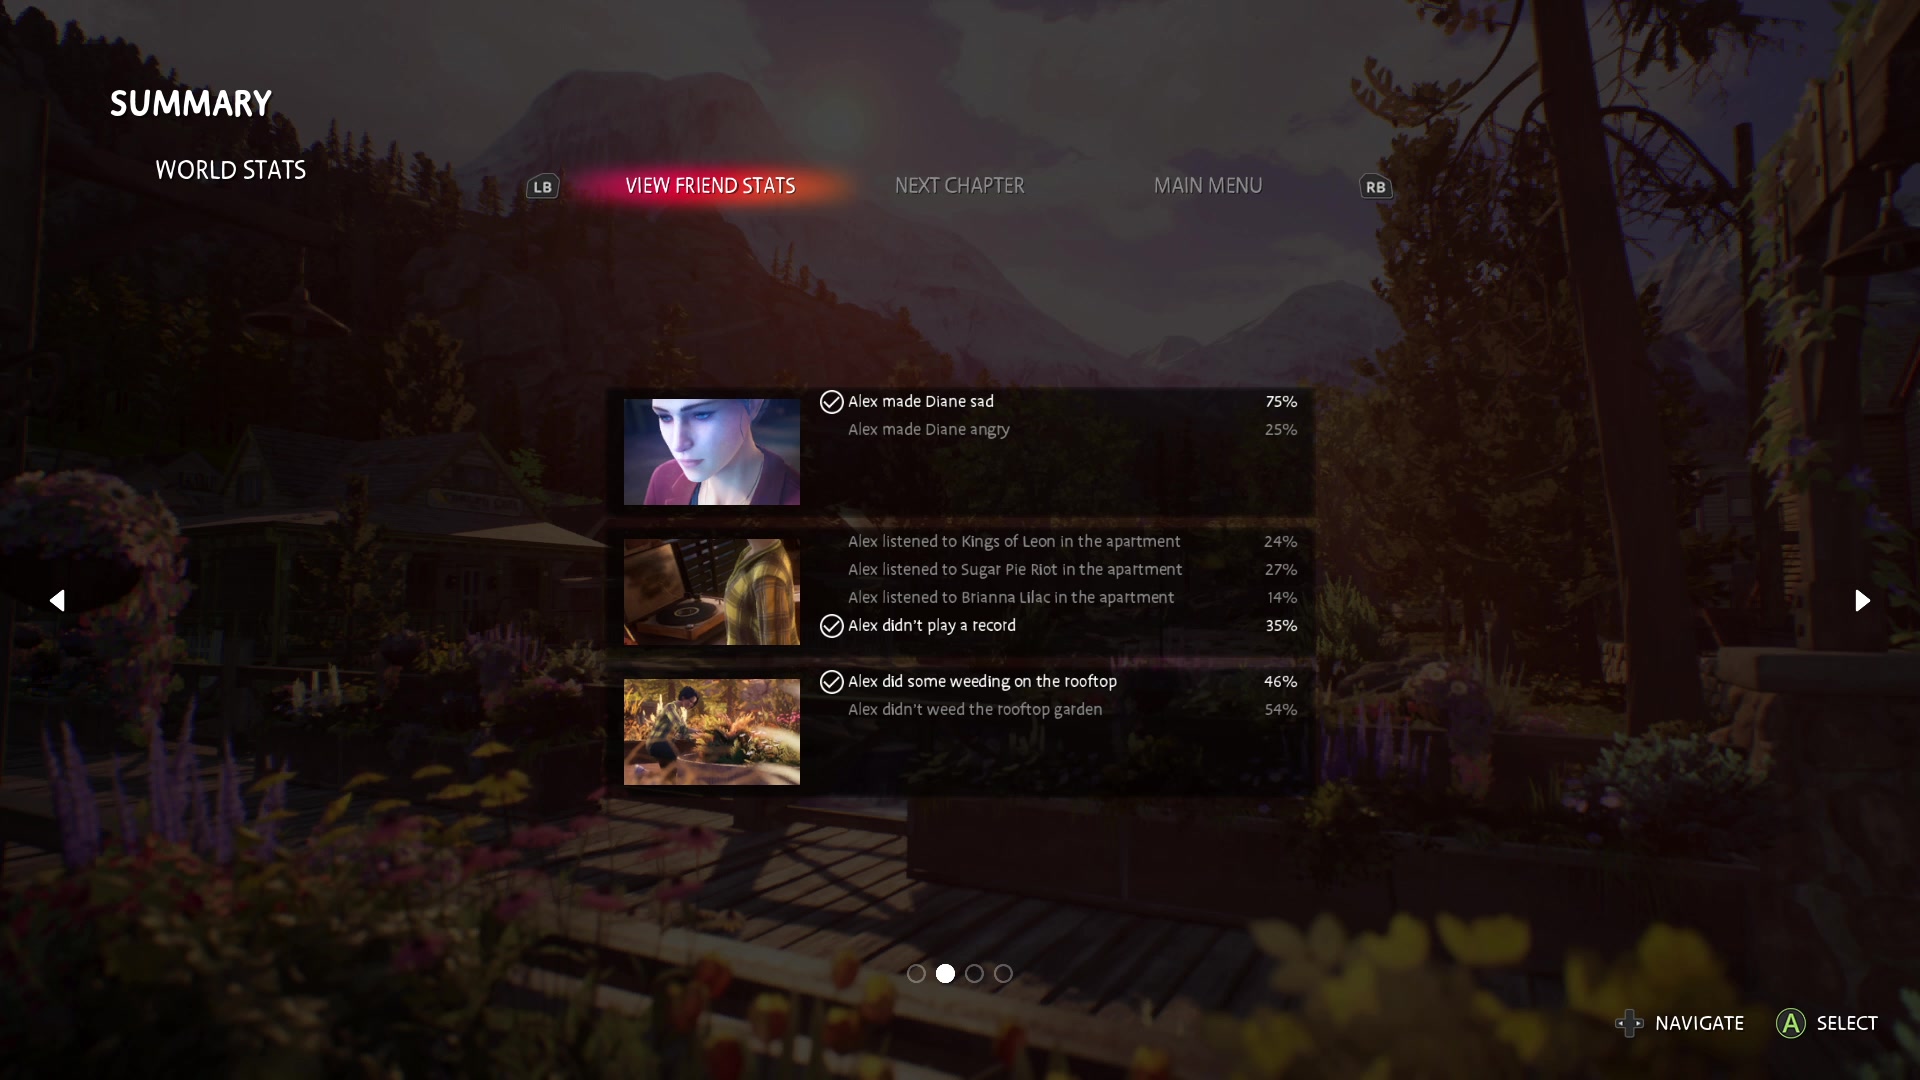 SUMMARY
WORLD STATS
LB VIEW FRIEND STATS NEXT CHAPTER MAIN MENU RB
Alex made Diane sad 75%
Alex made Diane angry 25%
Alex listened to Kings of Leon in the apartment 24%
Alex listened to Sugar Pie Riot in the apartment 27%
Alex listened to Brianna Lilac in the apartment 14%
Alex didn't play a record 35%
Alex did some weeding on the rooftop 46%
Alex didn't weed the rooftop garden 54%
NAVIGATE A SELECT